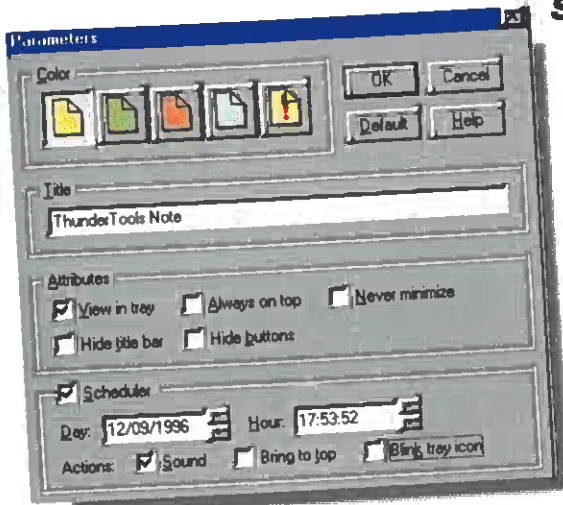 Parameters
Color
OK Cancel
Default Help
Title
ThunderTools Note
Attributes
View in tray Always on top Never minimize
Hide title bar Hide buttons
Scheduler
Day: 12/09/1996 Hour: 17:53:52
Actions: Sound Bring to top Blink tray icon